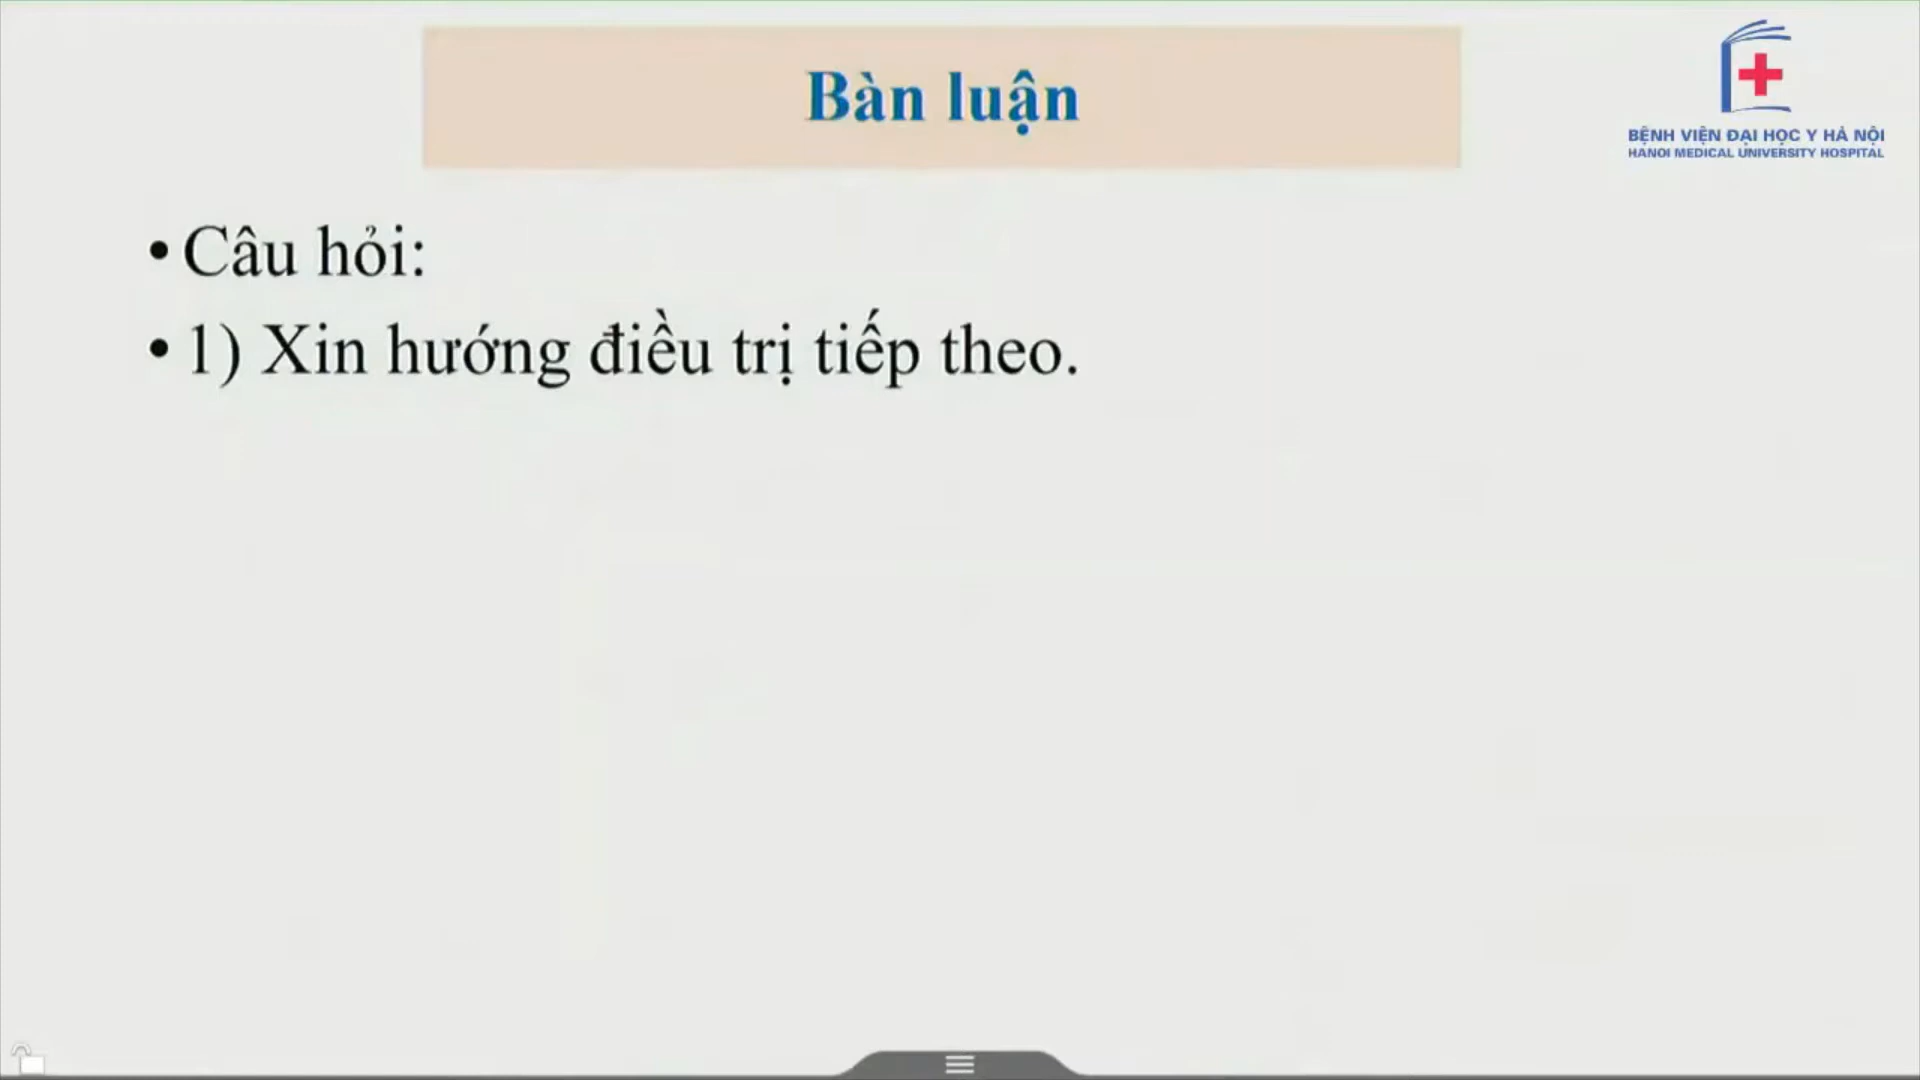 Bàn luận
BỆNH VIỆN ĐẠI HỌC Y HÀ NỘI
HANOI MEDICAL UNIVERSITY HOSPITAL
• Câu hỏi:
• 1) Xin hướng điều trị tiếp theo.